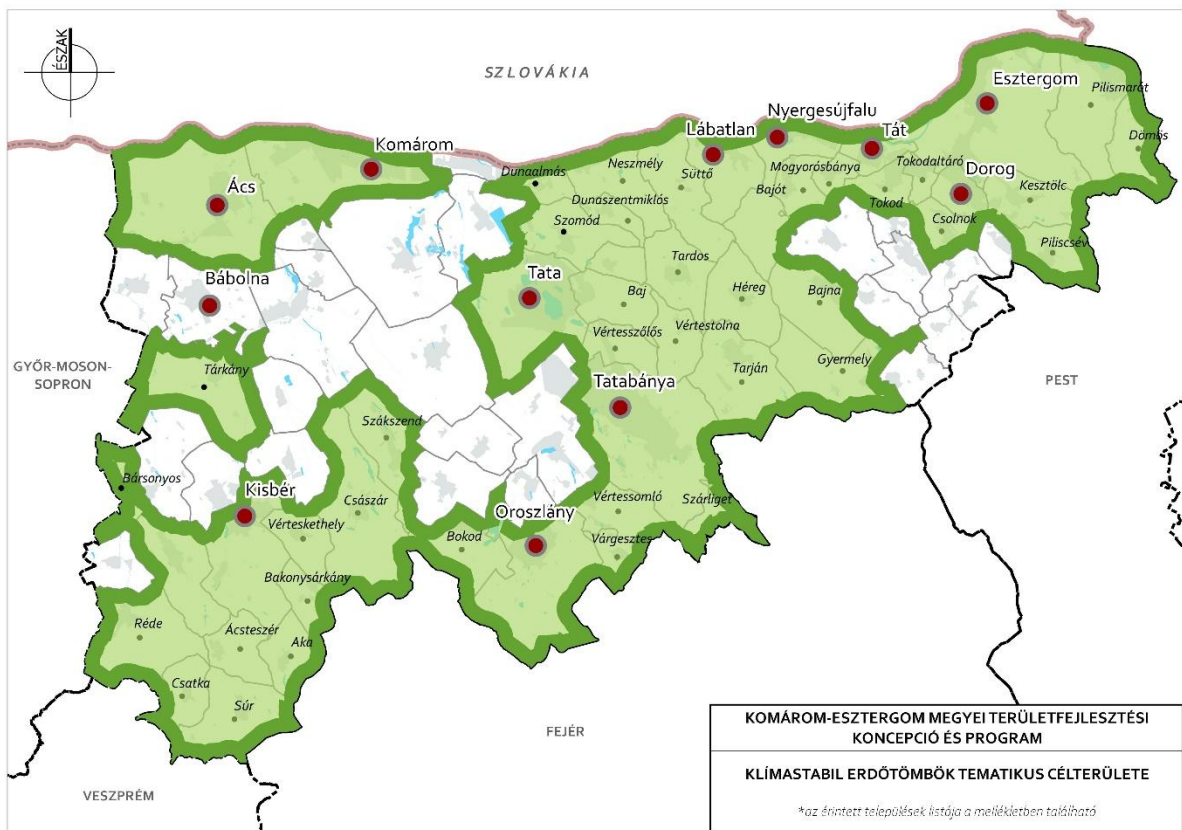 ÉSZAK
SZLOVÁKIA
Esztergom
Pilismarót
Nyergesújfalu
Dömös
Lábatlan
Tát
Komárom
Neszmély
Mogyorósbánya
Tokodaltáró
Dunaalmás
Süttő
Bajót
Dorog
Kesztölc
Ács
Dunaszentmiklós
Tokod
Csolnok
Szomód
Piliscsév
Tardos
Bábolna
Tata
Baj
Héreg
Bajna
Vértesszőlős
Vértestolna
GYŐR-MOSON-
SOPRON
Tárkány
Gyermely
PEST
Tarján
Tatabánya
Szákszend
Bársonyos
Kisbér
Császár
Vértessomló
Szárliget
Oroszlány
Vérteskethely
Bokod
Várgesztes
Bakonysárkány
Réde
Ácsteszér
Aka
Csatka
Súr
FEJÉR
VESZPRÉM
KOMÁROM-ESZTERGOM MEGYEI TERÜLETFEJLESZTÉSI
KONCEPCIÓ ÉS PROGRAM
KLÍMASTABIL ERDŐTÖMBÖK TEMATIKUS CÉLTERÜLETE
*az érintett települések listája a mellékletben található